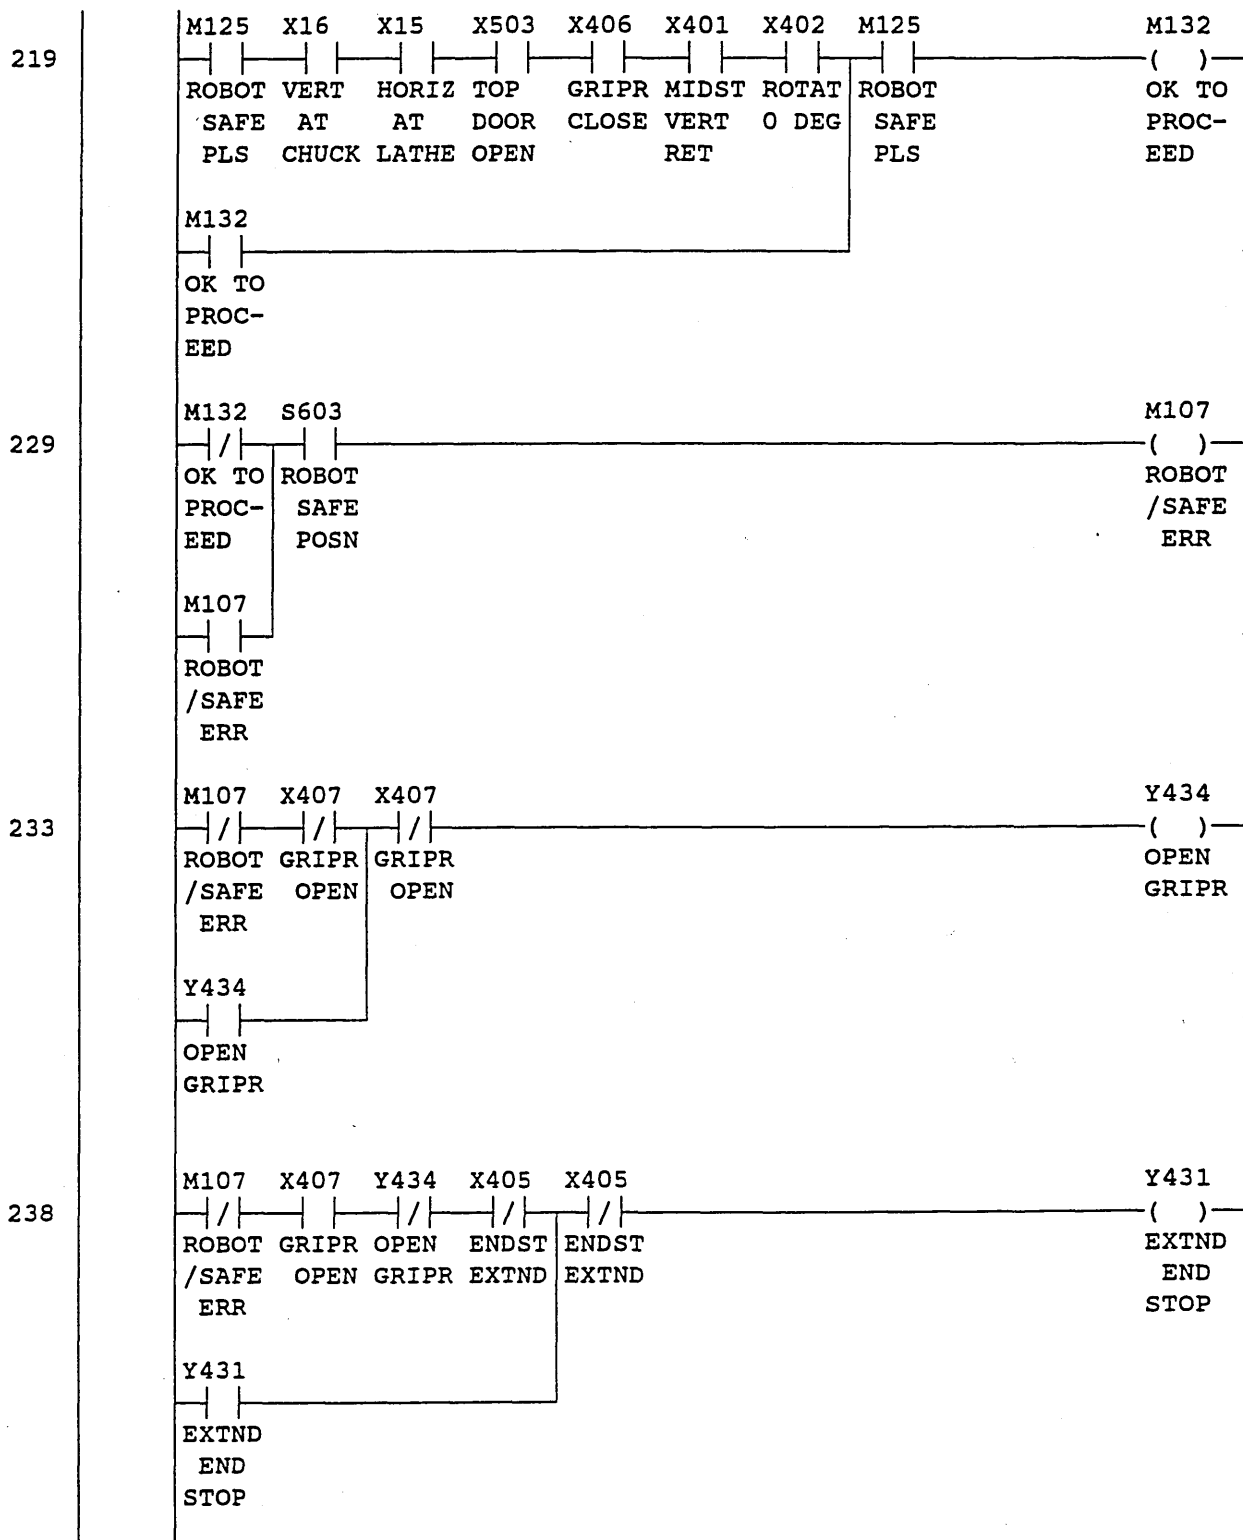 M125 X16 X15 X503 X406 X401 X402 M125 M132
219 ( )
ROBOT VERT HORIZ TOP GRIPR MIDST ROTAT ROBOT OK TO
SAFE AT AT DOOR CLOSE VERT O DEG SAFE PROC-
PLS CHUCK LATHE OPEN RET PLS EED
M132
OK TO
PROC-
EED
M132 S603 M107
229 / ( )
OK TO ROBOT ROBOT
PROC- SAFE /SAFE
EED POSN ERR
M107
ROBOT
/SAFE
ERR
M107 X407 X407 Y434
233 / / / ( )
ROBOT GRIPR GRIPR OPEN
/SAFE OPEN OPEN GRIPR
ERR
Y434
OPEN
GRIPR
M107 X407 Y434 X405 X405 Y431
238 / / / / ( )
ROBOT GRIPR OPEN ENDST ENDST EXTND
/SAFE OPEN GRIPR EXTND EXTND END
ERR STOP
Y431
EXTND
END
STOP